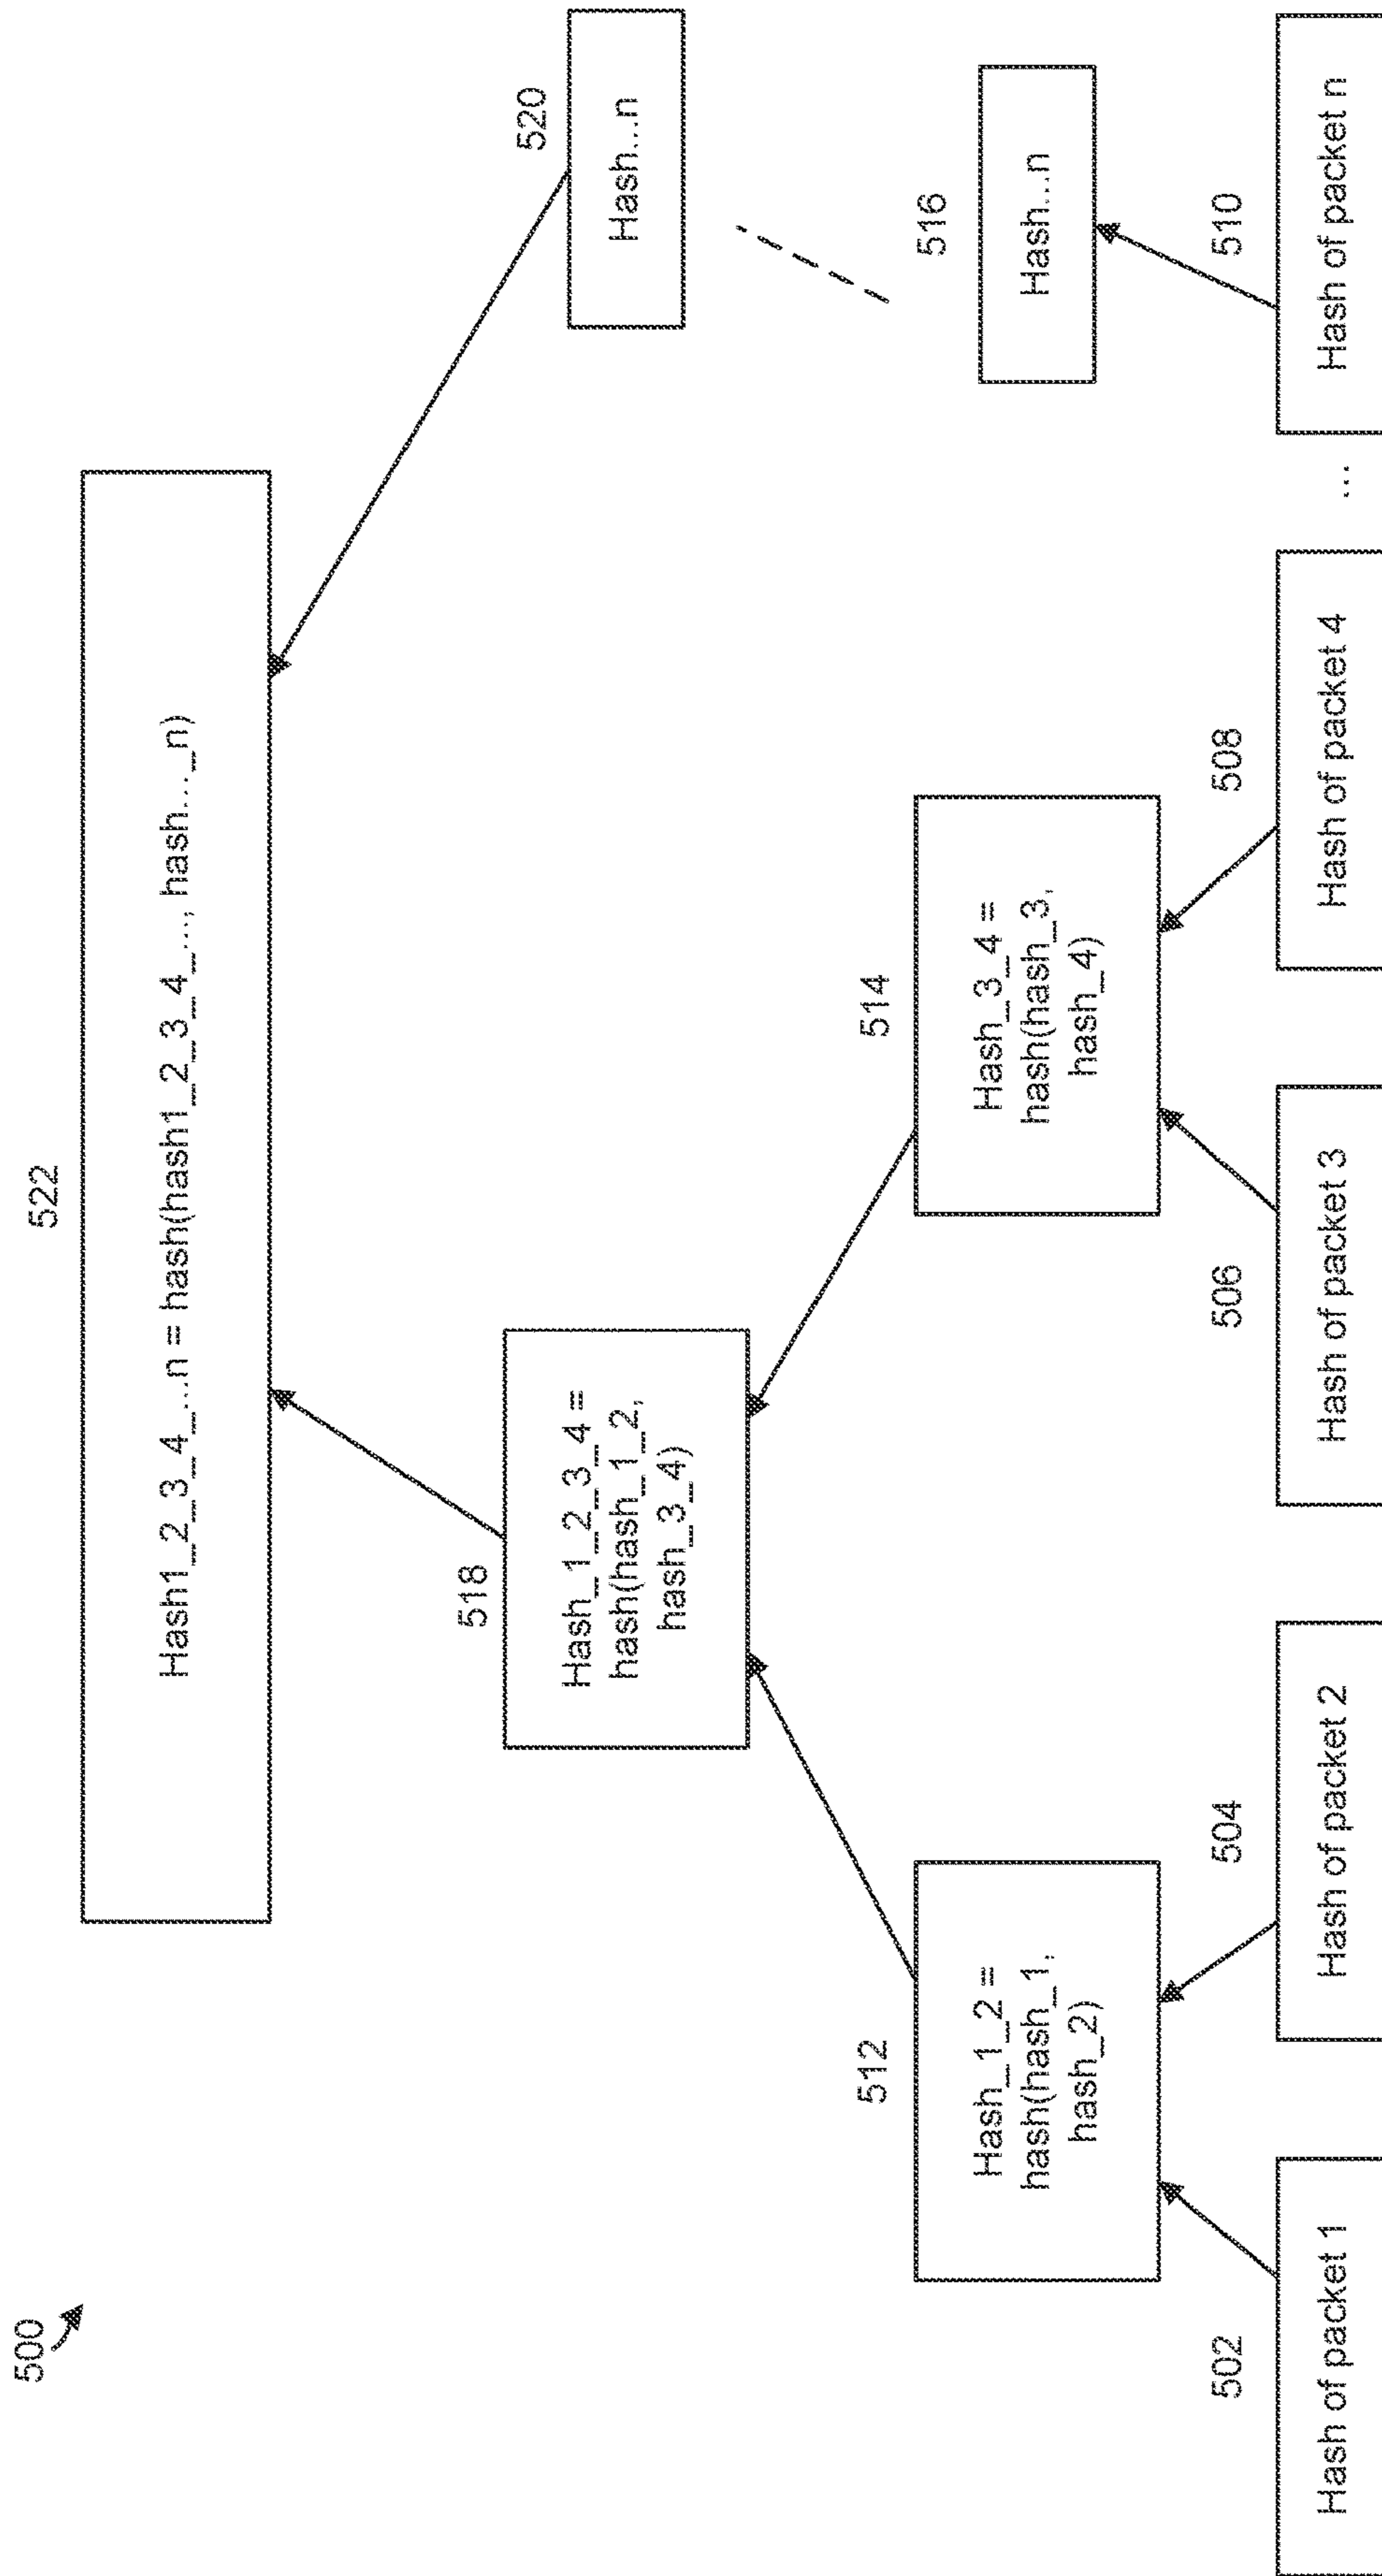 500
522
Hash1_2_3_4_...n = hash(hash1_2_3_4_..., hash..._n)
518
Hash_1_2_3_4 =
hash(hash_1_2,
hash_3_4)
520
Hash...n
512
Hash_1_2 =
hash(hash_1,
hash_2)
514
Hash_3_4 =
hash(hash_3,
hash_4)
516
Hash...n
502
Hash of packet 1
504
Hash of packet 2
506
Hash of packet 3
508
Hash of packet 4
...
510
Hash of packet n